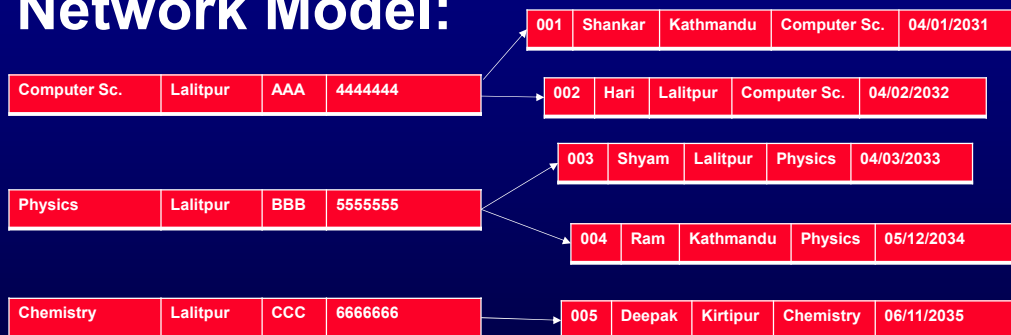 Network Model:
001 Shankar Kathmandu Computer Sc. 04/01/2031
Computer Sc. Lalitpur AAA 4444444
002 Hari Lalitpur Computer Sc. 04/02/2032
003 Shyam Lalitpur Physics 04/03/2033
Physics Lalitpur BBB 5555555
004 Ram Kathmandu Physics 05/12/2034
Chemistry Lalitpur CCC 6666666
005 Deepak Kirtipur Chemistry 06/11/2035